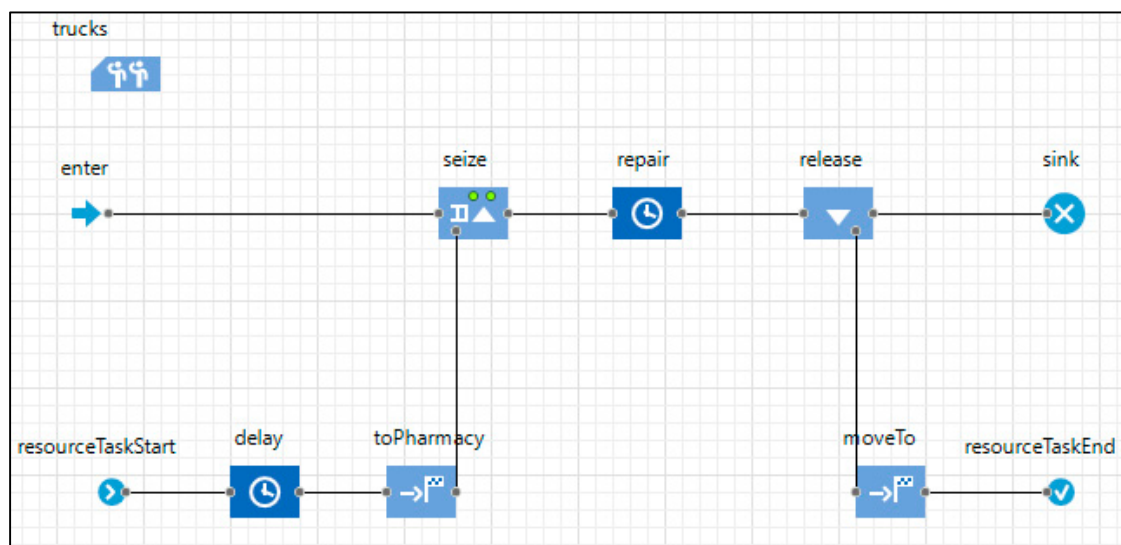 trucks
enter
seize
repair
release
sink
resourceTaskStart
delay
toPharmacy
moveTo
resourceTaskEnd